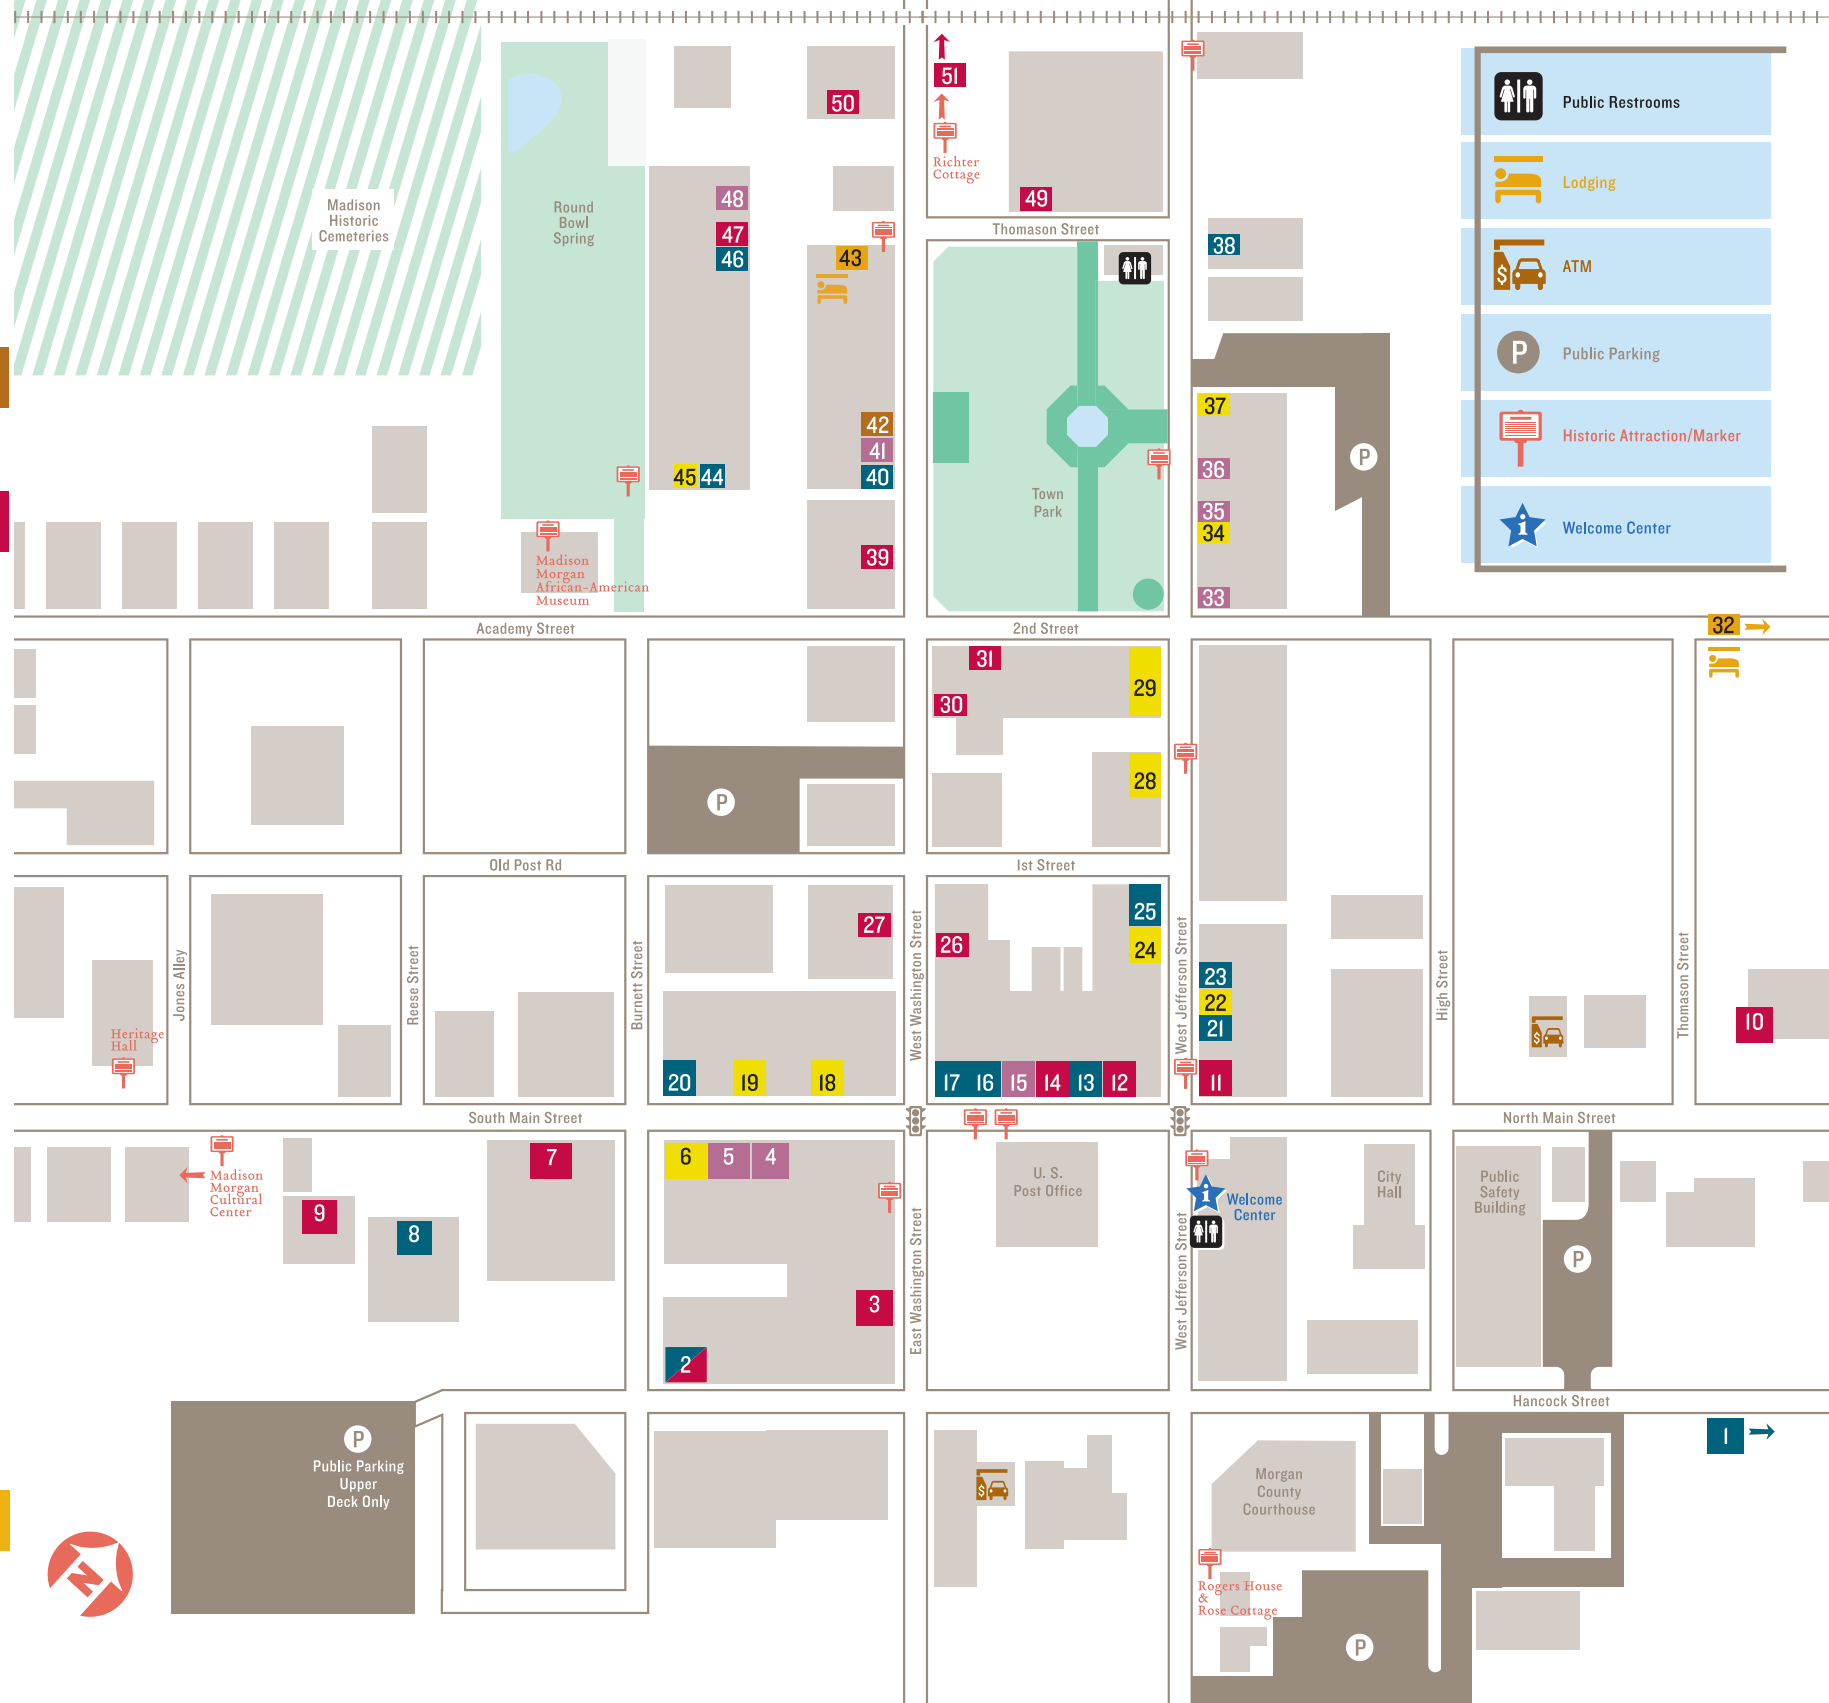 51
50
Richter
Cottage
Public Restrooms
Lodging
ATM
P
Public Parking
Historic Attraction/Marker
i
Welcome Center
Madison
Historic
Cemeteries
Round
Bowl
Spring
48
47
46
43
49
Thomason Street
38
42
41
40
45
44
39
Town
Park
37
36
35
34
33
P
Madison
Morgan
African-American
Museum
Academy Street
2nd Street
32
31
30
29
28
P
Old Post Rd
1st Street
27
26
25
24
23
22
21
Jones Alley
Reese Street
Burnett Street
West Washington Street
West Jefferson Street
High Street
Thomason Street
10
Heritage
Hall
20
19
18
17
16
15
14
13
12
11
South Main Street
North Main Street
Madison
Morgan
Cultural
Center
9
8
7
6
5
4
3
2
East Washington Street
U. S.
Post Office
West Jefferson Street
i
Welcome
Center
City
Hall
Public
Safety
Building
P
Hancock Street
1
P
Public Parking
Upper
Deck Only
N
$
$
$
Morgan
County
Courthouse
Rogers House
&
Rose Cottage
P